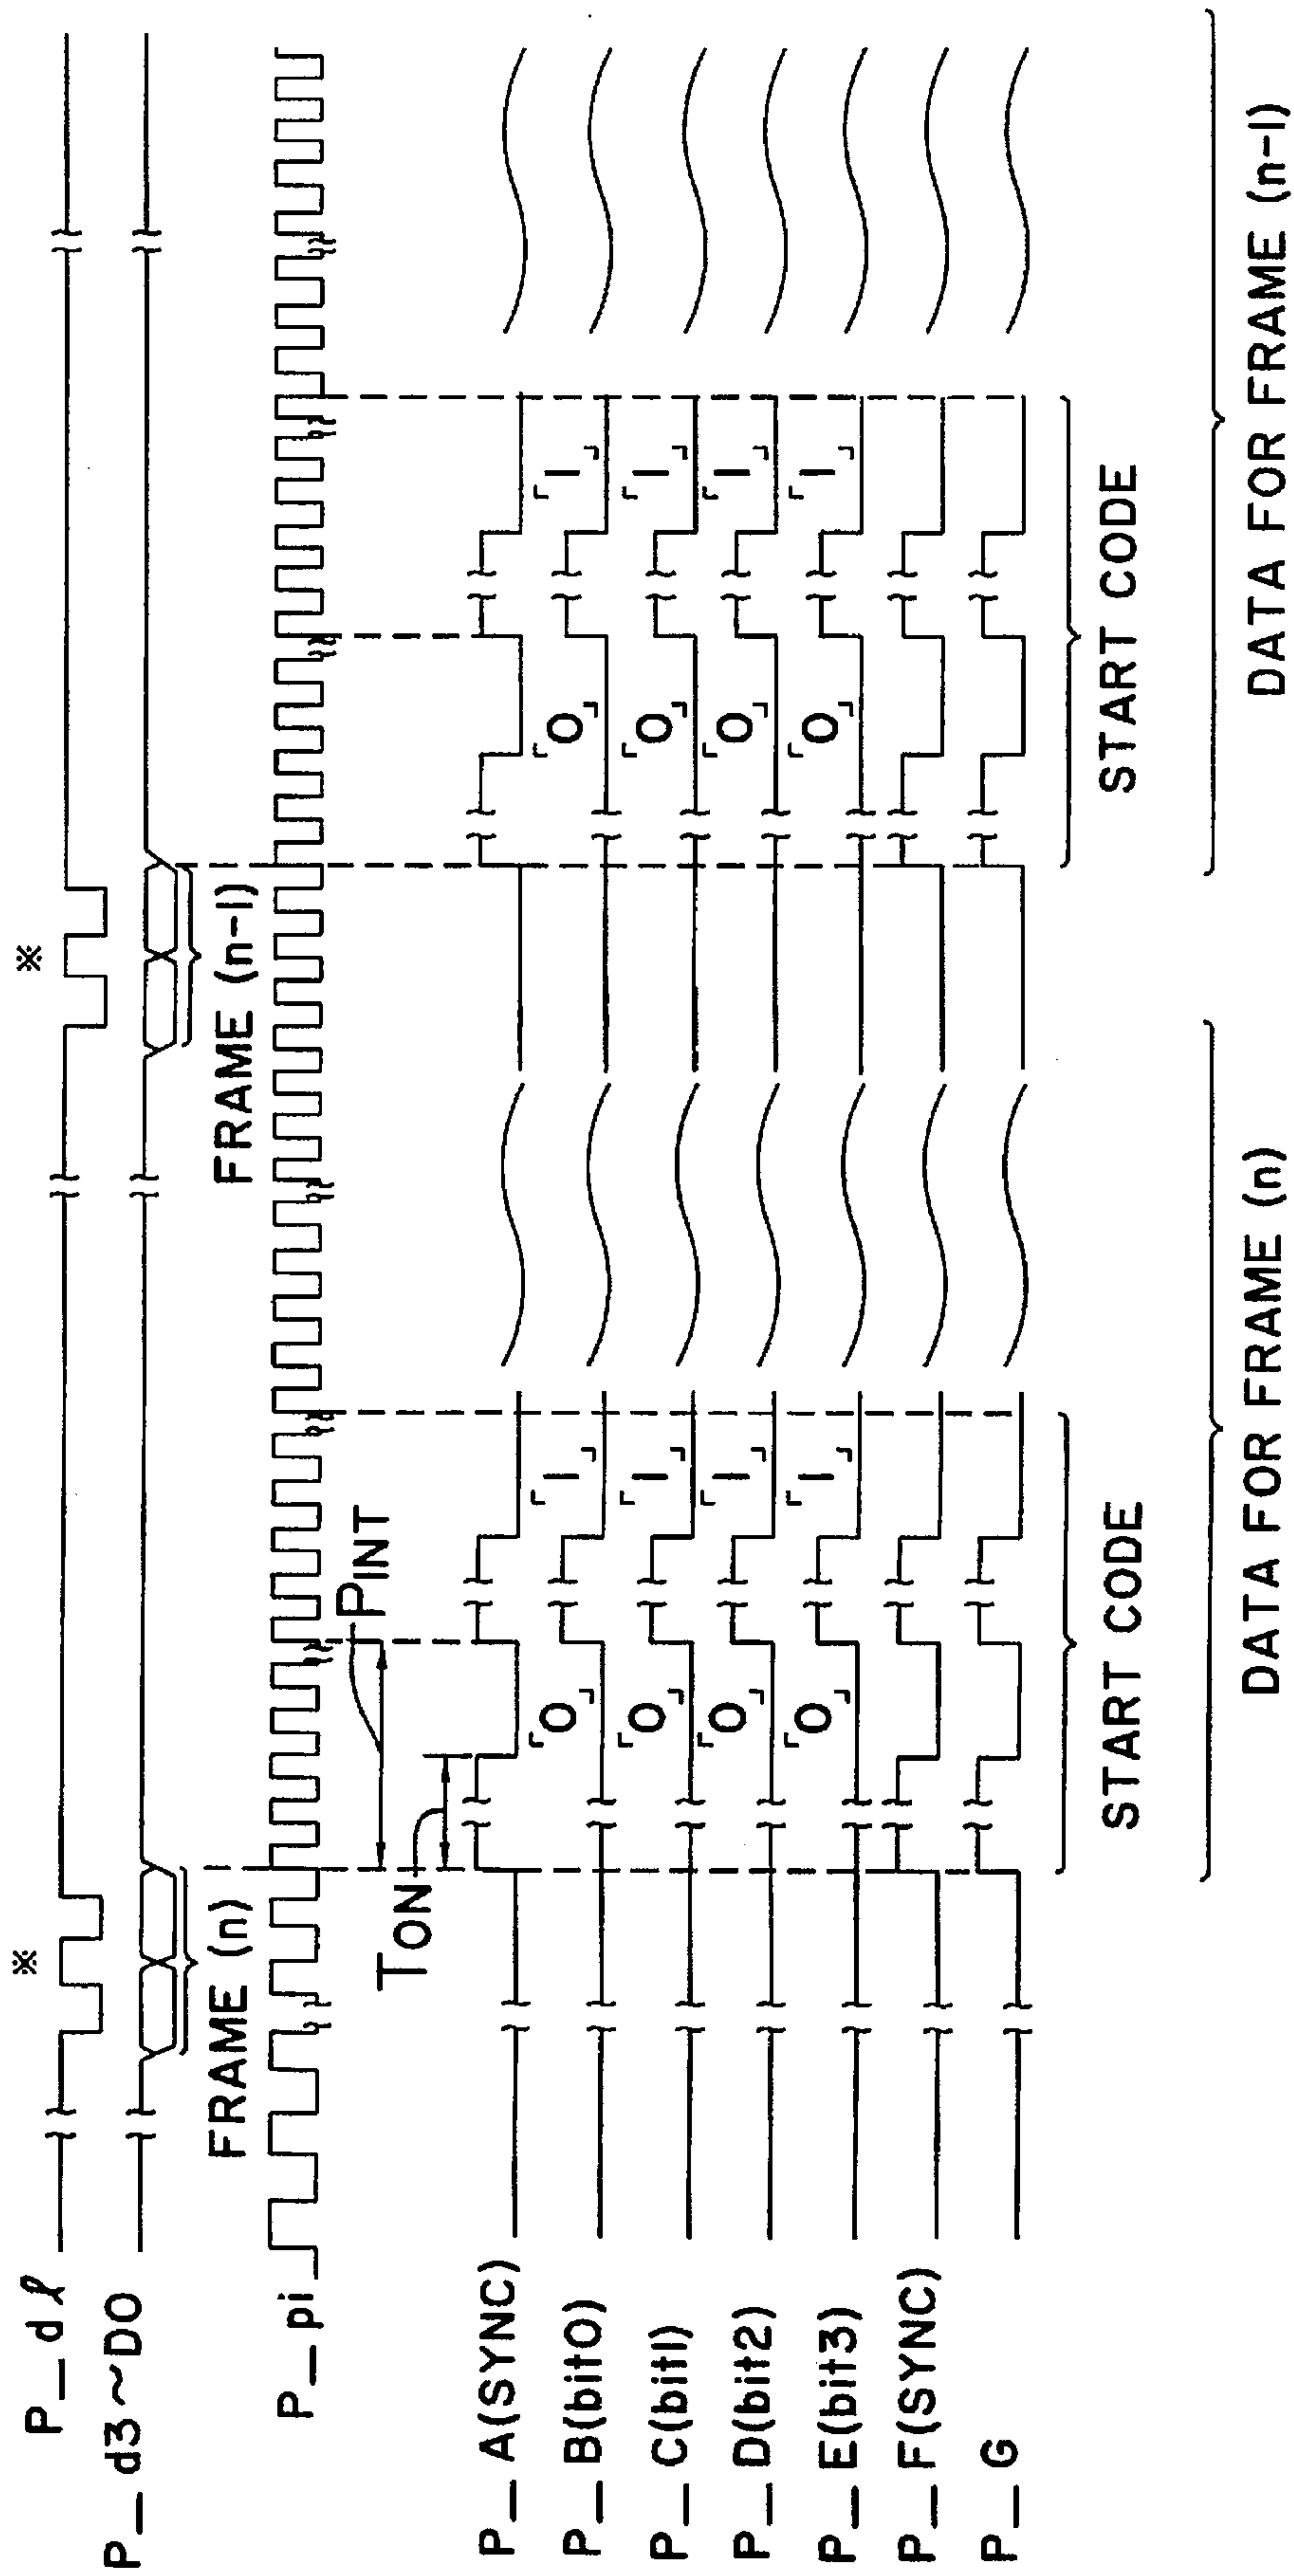 ※ ※
P_dℓ
P_d3~D0
FRAME (n) FRAME (n-1)
P_pi
PINT
TON
P_A(SYNC)
P_B(bit0) 「0」 「1」 「0」 「1」
P_C(bit1) 「0」 「1」 「0」 「1」
P_D(bit2) 「0」 「1」 「0」 「1」
P_E(bit3) 「0」 「1」 「0」 「1」
P_F(SYNC)
P_G
START CODE START CODE
DATA FOR FRAME (n) DATA FOR FRAME (n-1)